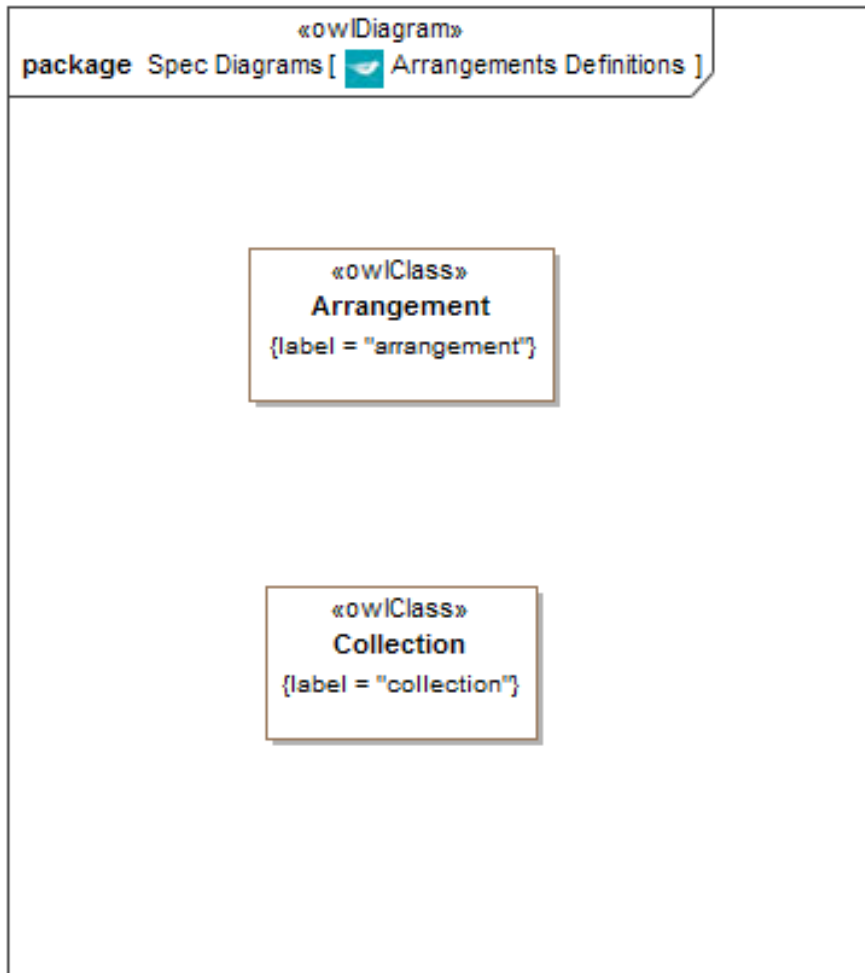 «owlDiagram»
package Spec Diagrams [ Arrangements Definitions ]
«owlClass»
Arrangement
{label = "arrangement"}
«owlClass»
Collection
{label = "collection"}